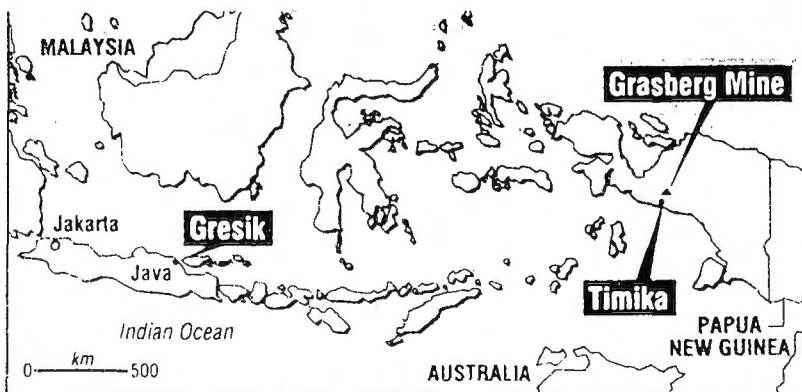 MALAYSIA
Grasberg Mine
Jakarta
Gresik
Java
Timika
Indian Ocean
PAPUA
NEW GUINEA
km
0 500
AUSTRALIA